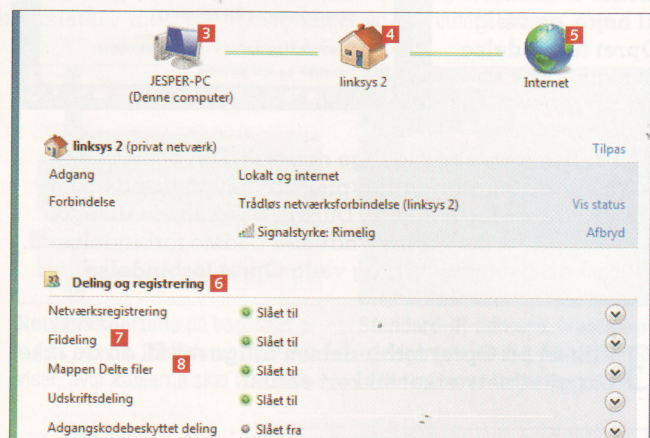 3 4 5
JESPER-PC linksys 2 Internet
(Denne computer)
linksys 2 (privat netværk) Tilpas
Adgang Lokalt og internet
Forbindelse Trådløs netværksforbindelse (linksys 2) Vis status
Signalstyrke: Rimelig Afbryd
Deling og registrering 6
Netværksregistrering Slået til
Fildeling 7 Slået til
Mappen Delte filer 8 Slået til
Udskriftsdeling Slået til
Adgangskodebeskyttet deling Slået fra